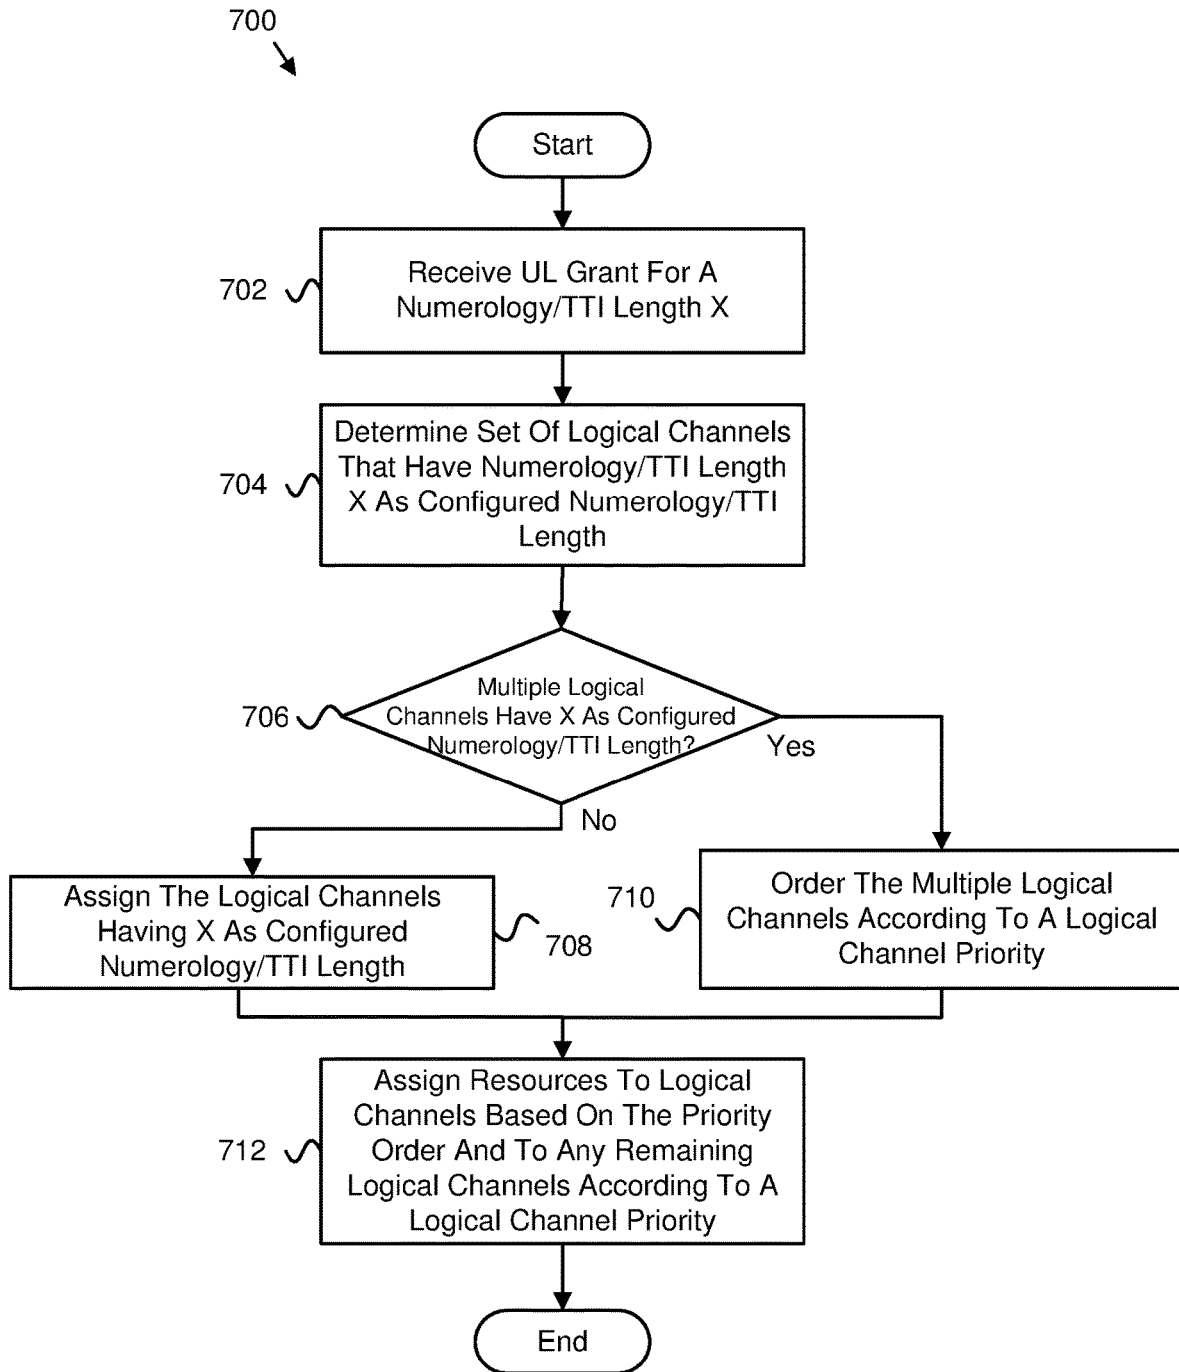 700
Start
702
Receive UL Grant For A
Numerology/TTI Length X
704
Determine Set Of Logical Channels
That Have Numerology/TTI Length
X As Configured Numerology/TTI
Length
706
Multiple Logical
Channels Have X As Configured
Numerology/TTI Length?
Yes
No
Assign The Logical Channels
Having X As Configured
Numerology/TTI Length
708
710
Order The Multiple Logical
Channels According To A Logical
Channel Priority
712
Assign Resources To Logical
Channels Based On The Priority
Order And To Any Remaining
Logical Channels According To A
Logical Channel Priority
End